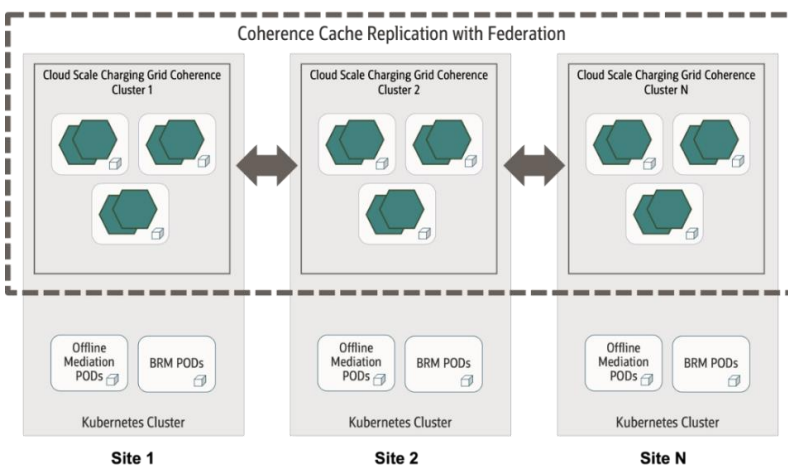 Coherence Cache Replication with Federation
Cloud Scale Charging Grid Coherence
Cluster 1
Cloud Scale Charging Grid Coherence
Cluster 2
Cloud Scale Charging Grid Coherence
Cluster N
Offline
Mediation
PODs
BRM PODs
Offline
Mediation
PODs
BRM PODs
Offline
Mediation
PODs
BRM PODs
Kubernetes Cluster
Kubernetes Cluster
Kubernetes Cluster
Site 1
Site 2
Site N